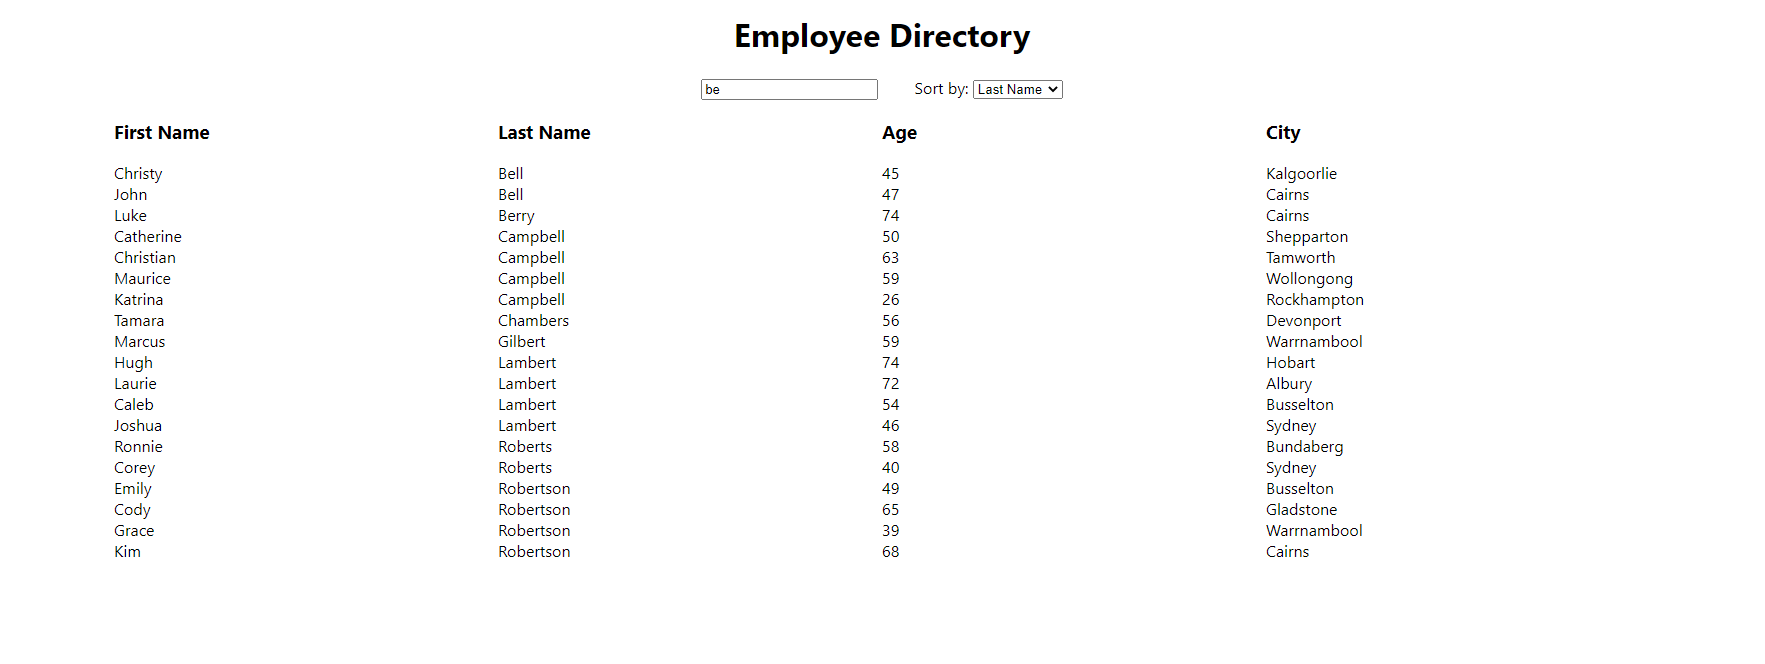 Employee Directory
be Sort by: Last Name
First Name Last Name Age City
Christy Bell 45 Kalgoorlie
John Bell 47 Cairns
Luke Berry 74 Cairns
Catherine Campbell 50 Shepparton
Christian Campbell 63 Tamworth
Maurice Campbell 59 Wollongong
Katrina Campbell 26 Rockhampton
Tamara Chambers 56 Devonport
Marcus Gilbert 59 Warrnambool
Hugh Lambert 74 Hobart
Laurie Lambert 72 Albury
Caleb Lambert 54 Busselton
Joshua Lambert 46 Sydney
Ronnie Roberts 58 Bundaberg
Corey Roberts 40 Sydney
Emily Robertson 49 Busselton
Cody Robertson 65 Gladstone
Grace Robertson 39 Warrnambool
Kim Robertson 68 Cairns